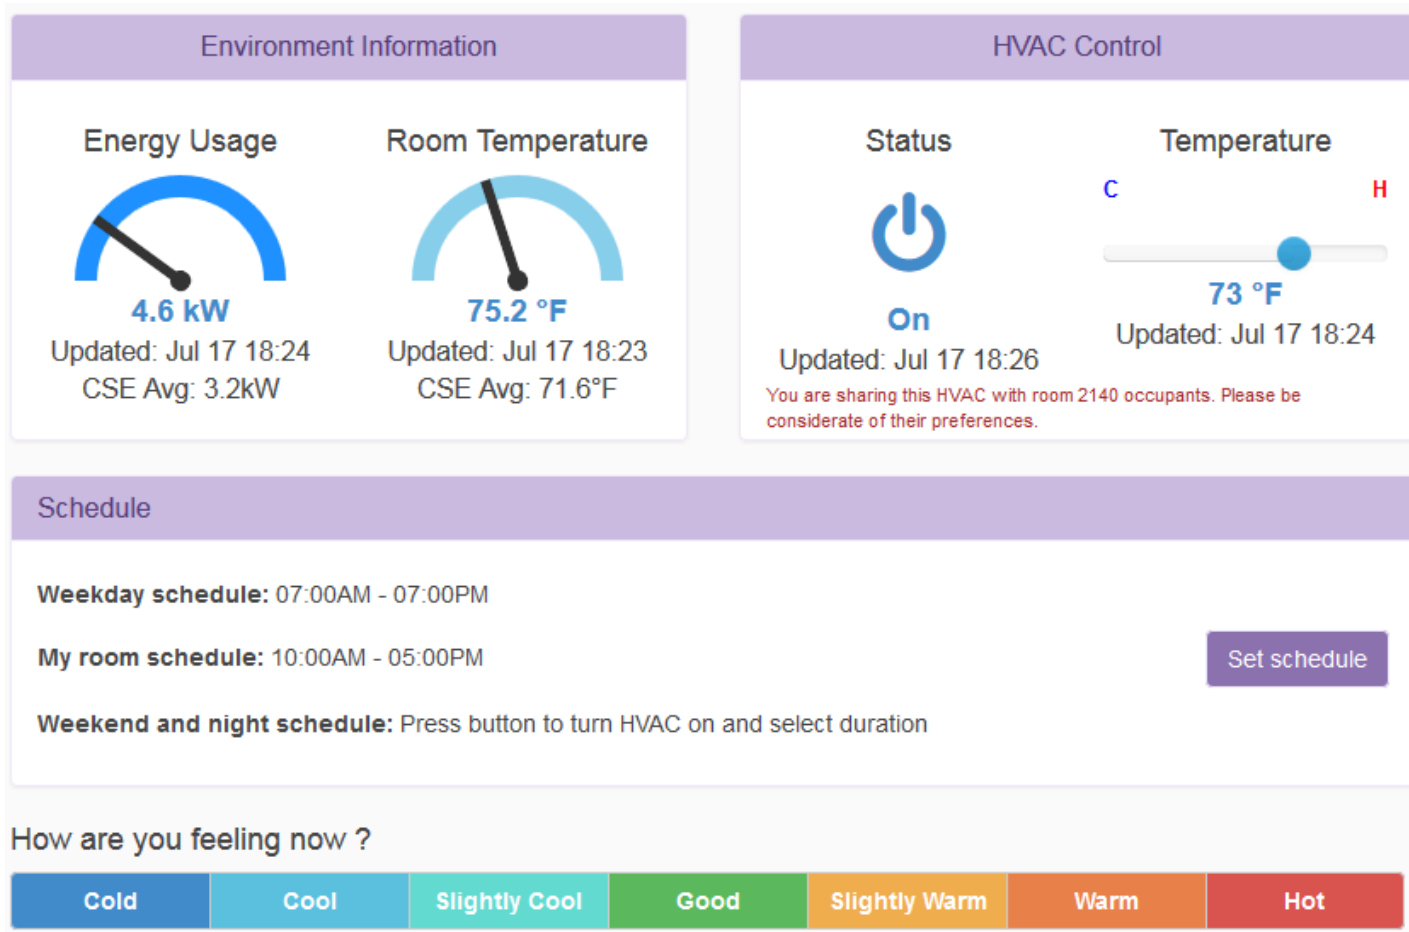 Environment Information
HVAC Control
Energy Usage
Room Temperature
Status
Temperature
C
H
4.6 kW
75.2 °F
On
73 °F
Updated: Jul 17 18:24
Updated: Jul 17 18:23
Updated: Jul 17 18:26
Updated: Jul 17 18:24
CSE Avg: 3.2kW
CSE Avg: 71.6°F
You are sharing this HVAC with room 2140 occupants. Please be
considerate of their preferences.
Schedule
Weekday schedule: 07:00AM - 07:00PM
My room schedule: 10:00AM - 05:00PM
Set schedule
Weekend and night schedule: Press button to turn HVAC on and select duration
How are you feeling now ?
Cold
Cool
Slightly Cool
Good
Slightly Warm
Warm
Hot